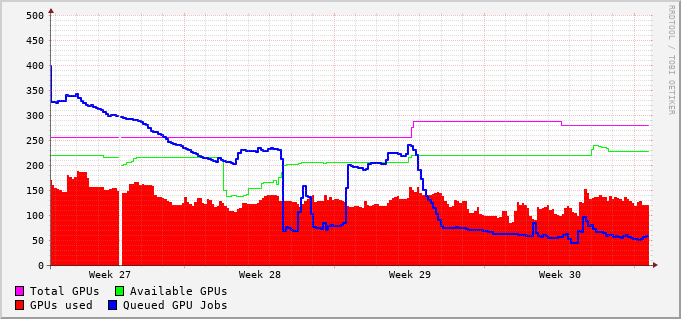 500
450
400
350
300
250
200
150
100
50
0
Week 27 Week 28 Week 29 Week 30
Total GPUs Available GPUs
GPUs used Queued GPU Jobs
RRDTOOL / TOBI OETIKER